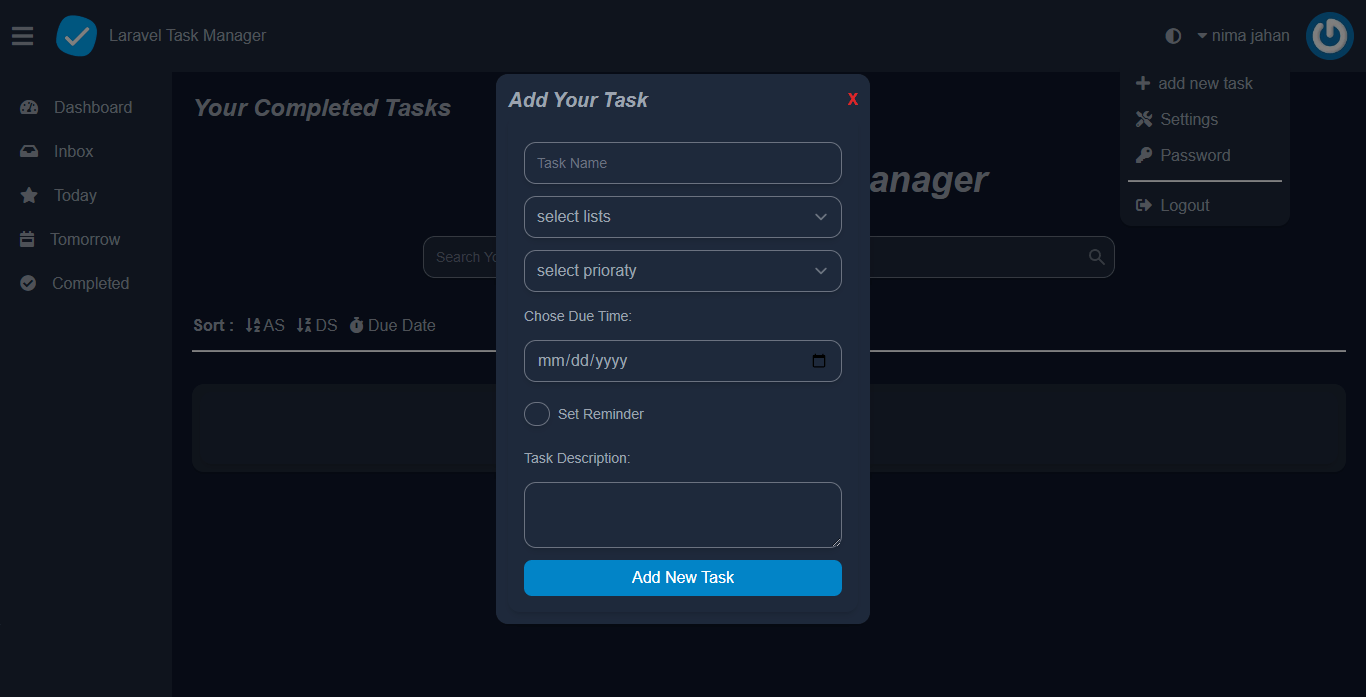 Laravel Task Manager
nima jahan
add new task
Settings
Password
Logout
Dashboard
Inbox
Today
Tomorrow
Completed
Your Completed Tasks
anager
Search Yo
Sort : AS DS Due Date
Add Your Task
X
Task Name
select lists
select prioraty
Chose Due Time:
mm/dd/yyyy
Set Reminder
Task Description:
Add New Task